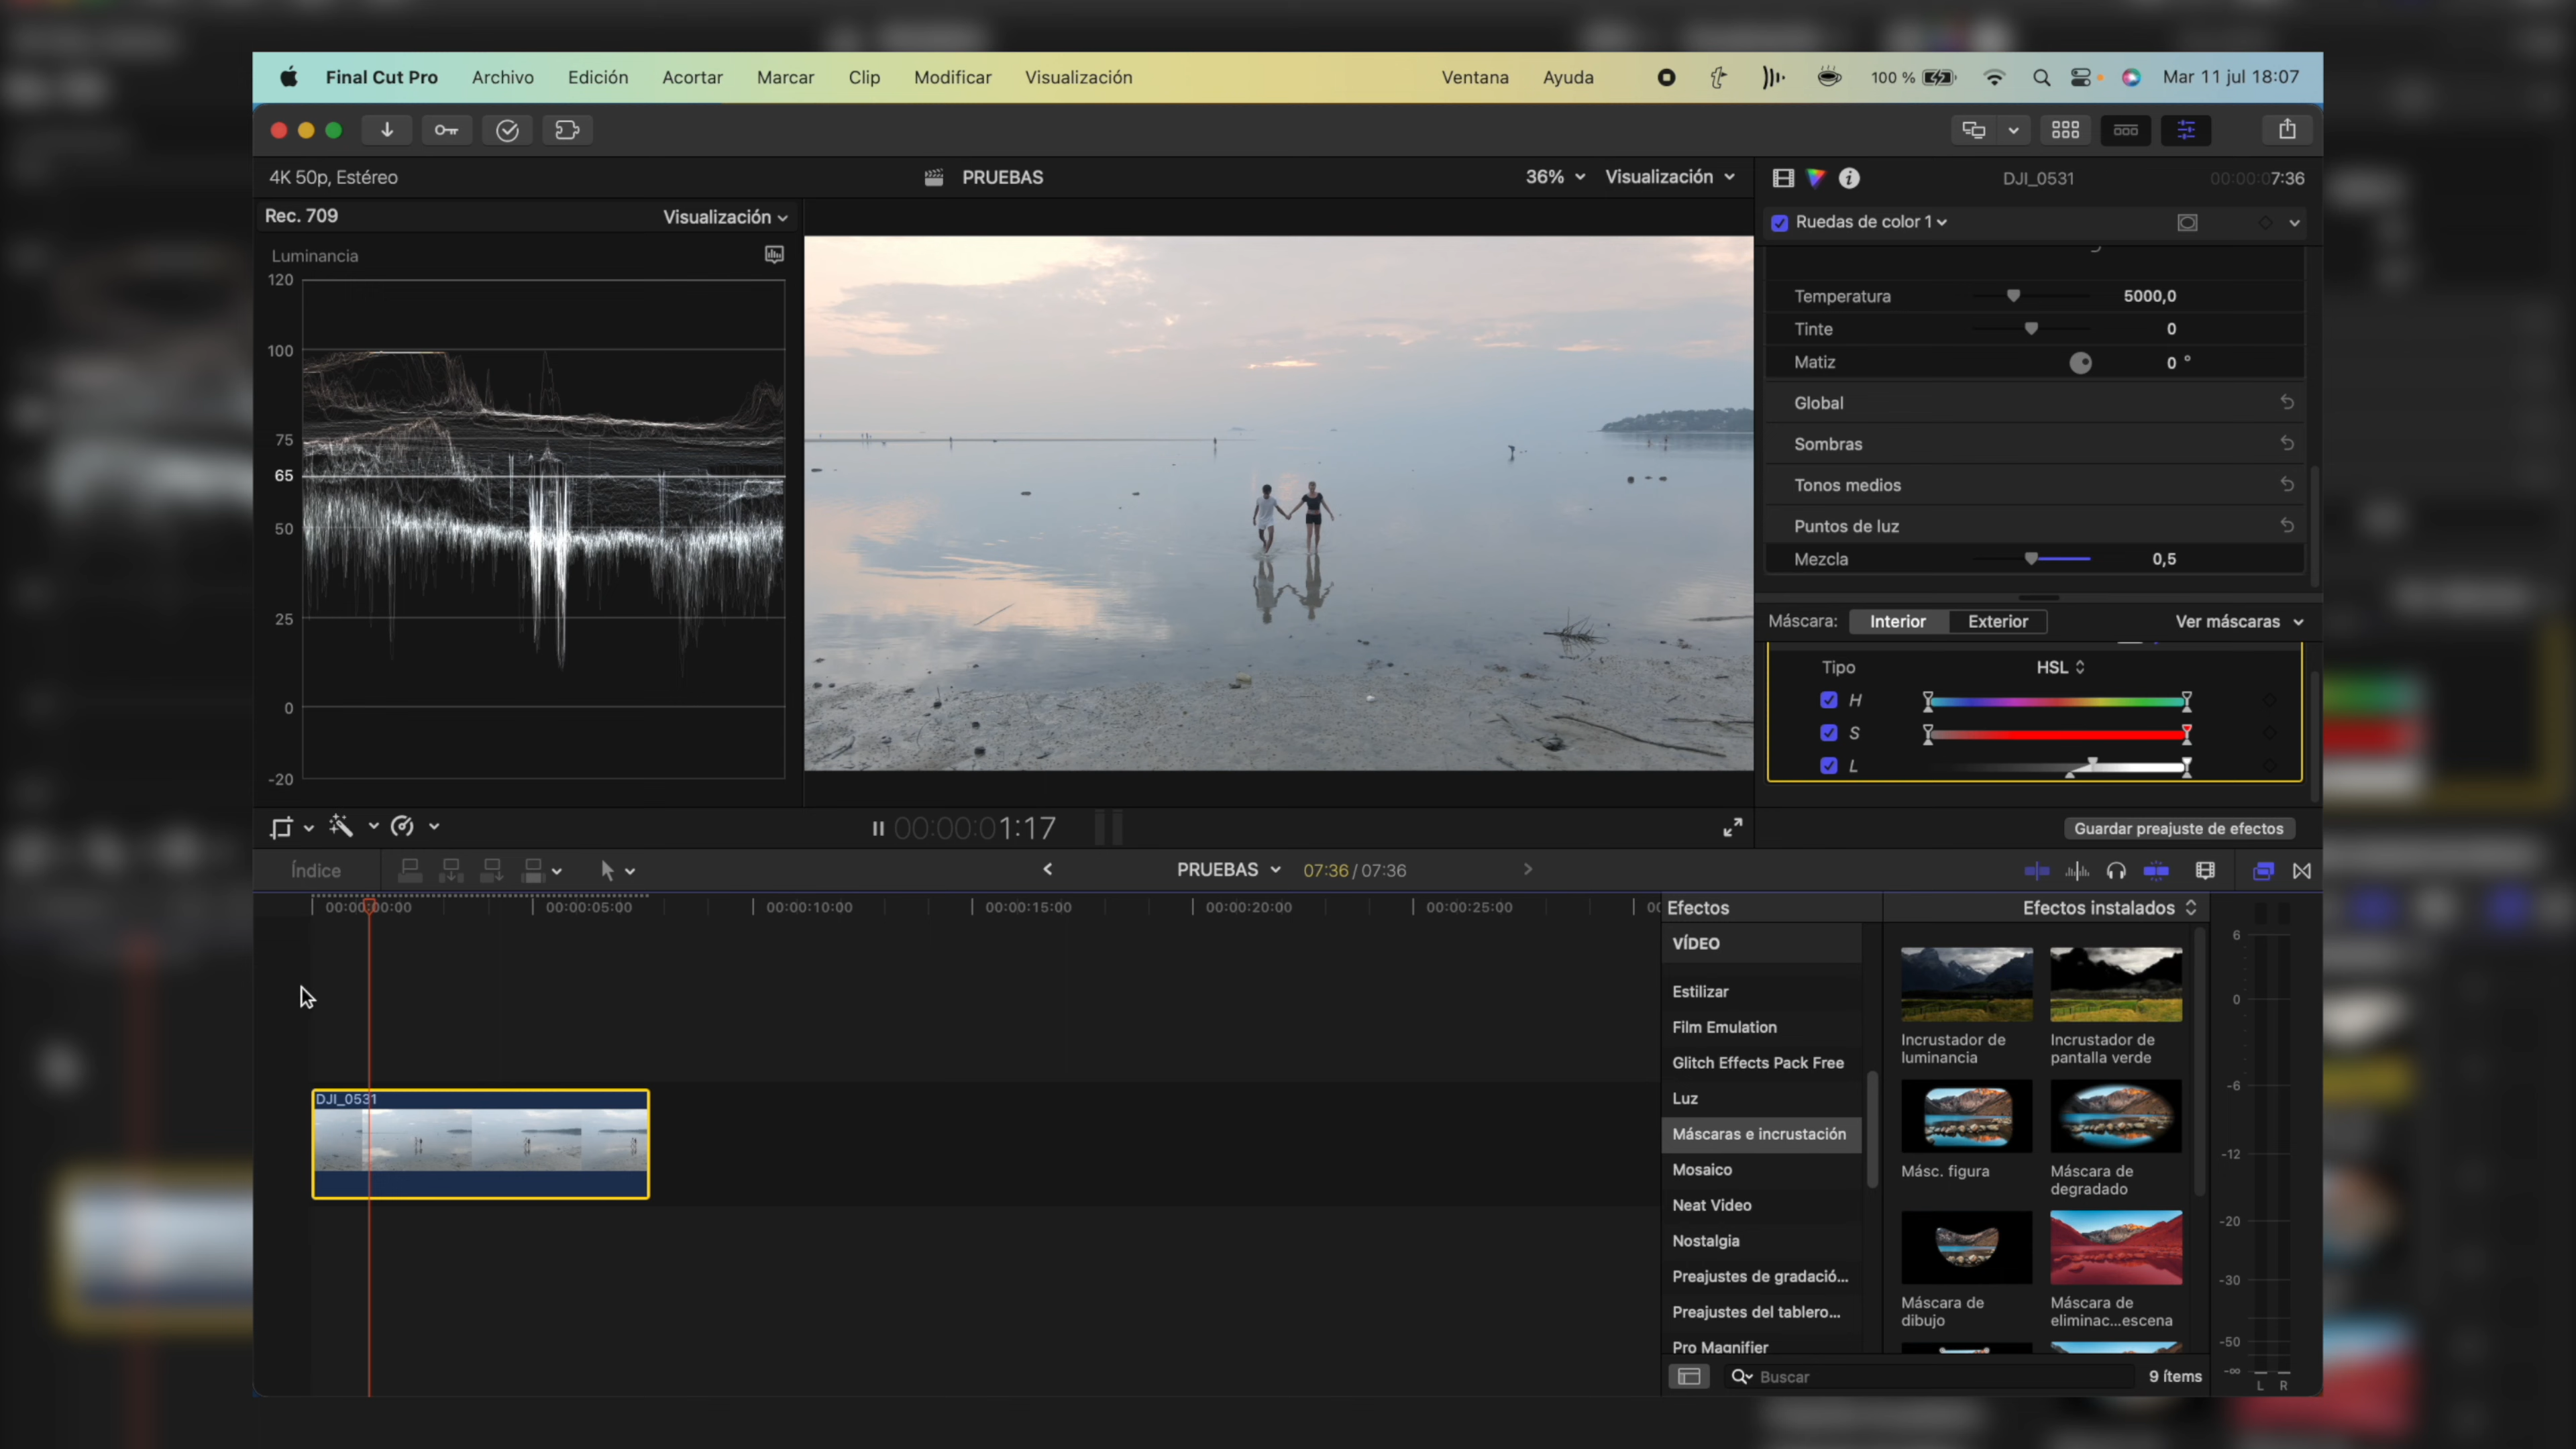 Final Cut Pro Archivo Edición Acortar Marcar Clip Modificar Visualización Ventana Ayuda 100 % Mar 11 jul 18:07
4K 50p, Estéreo PRUEBAS 36% Visualización DJI_0531 00:00:07:36
Rec. 709 Visualización Ruedas de color 1
Luminancia
120
100
75
65
50
25
0
-20
Temperatura 5000,0
Tinte 0
Matiz 0 °
Global
Sombras
Tonos medios
Puntos de luz
Mezcla 0,5
Máscara: Interior Exterior Ver máscaras
Tipo HSL
H
S
L
00:00:01:17 Guardar preajuste de efectos
Índice PRUEBAS 07:36 / 07:36
00:00:00:00 00:00:05:00 00:00:10:00 00:00:15:00 00:00:20:00 00:00:25:00
DJI_0531
Efectos Efectos instalados
VÍDEO
Estilizar
Film Emulation
Glitch Effects Pack Free
Luz
Máscaras e incrustación
Mosaico
Neat Video
Nostalgia
Preajustes de gradació...
Preajustes del tablero...
Pro Magnifier
Incrustador de
luminancia
Incrustador de
pantalla verde
Másc. figura
Máscara de
degradado
Máscara de
dibujo
Máscara de
eliminac...escena
Buscar 9 ítems
6
0
-6
-12
-20
-30
-50
-∞
L R